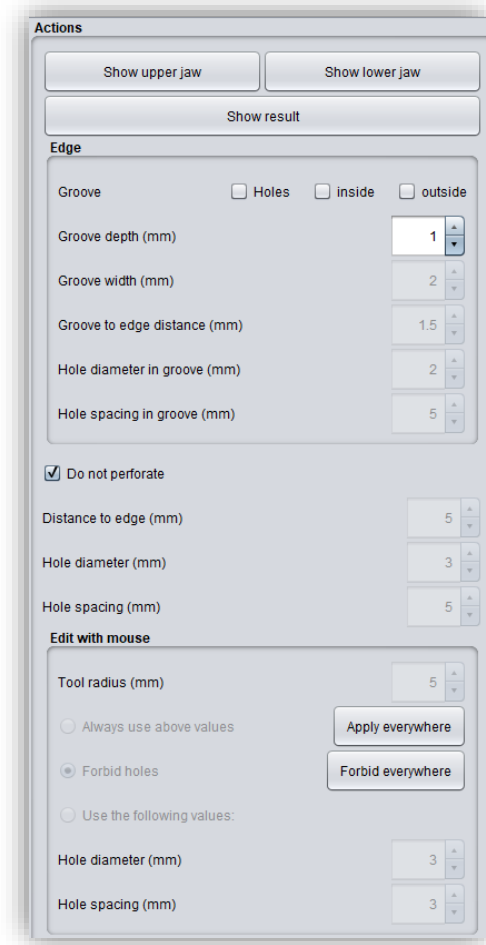 Actions
Show upper jaw Show lower jaw
Show result
Edge
Groove Holes inside outside
Groove depth (mm) 1
Groove width (mm) 2
Groove to edge distance (mm) 1.5
Hole diameter in groove (mm) 2
Hole spacing in groove (mm) 5
Do not perforate
Distance to edge (mm) 5
Hole diameter (mm) 3
Hole spacing (mm) 5
Edit with mouse
Tool radius (mm) 5
Always use above values Apply everywhere
Forbid holes Forbid everywhere
Use the following values:
Hole diameter (mm) 3
Hole spacing (mm) 3